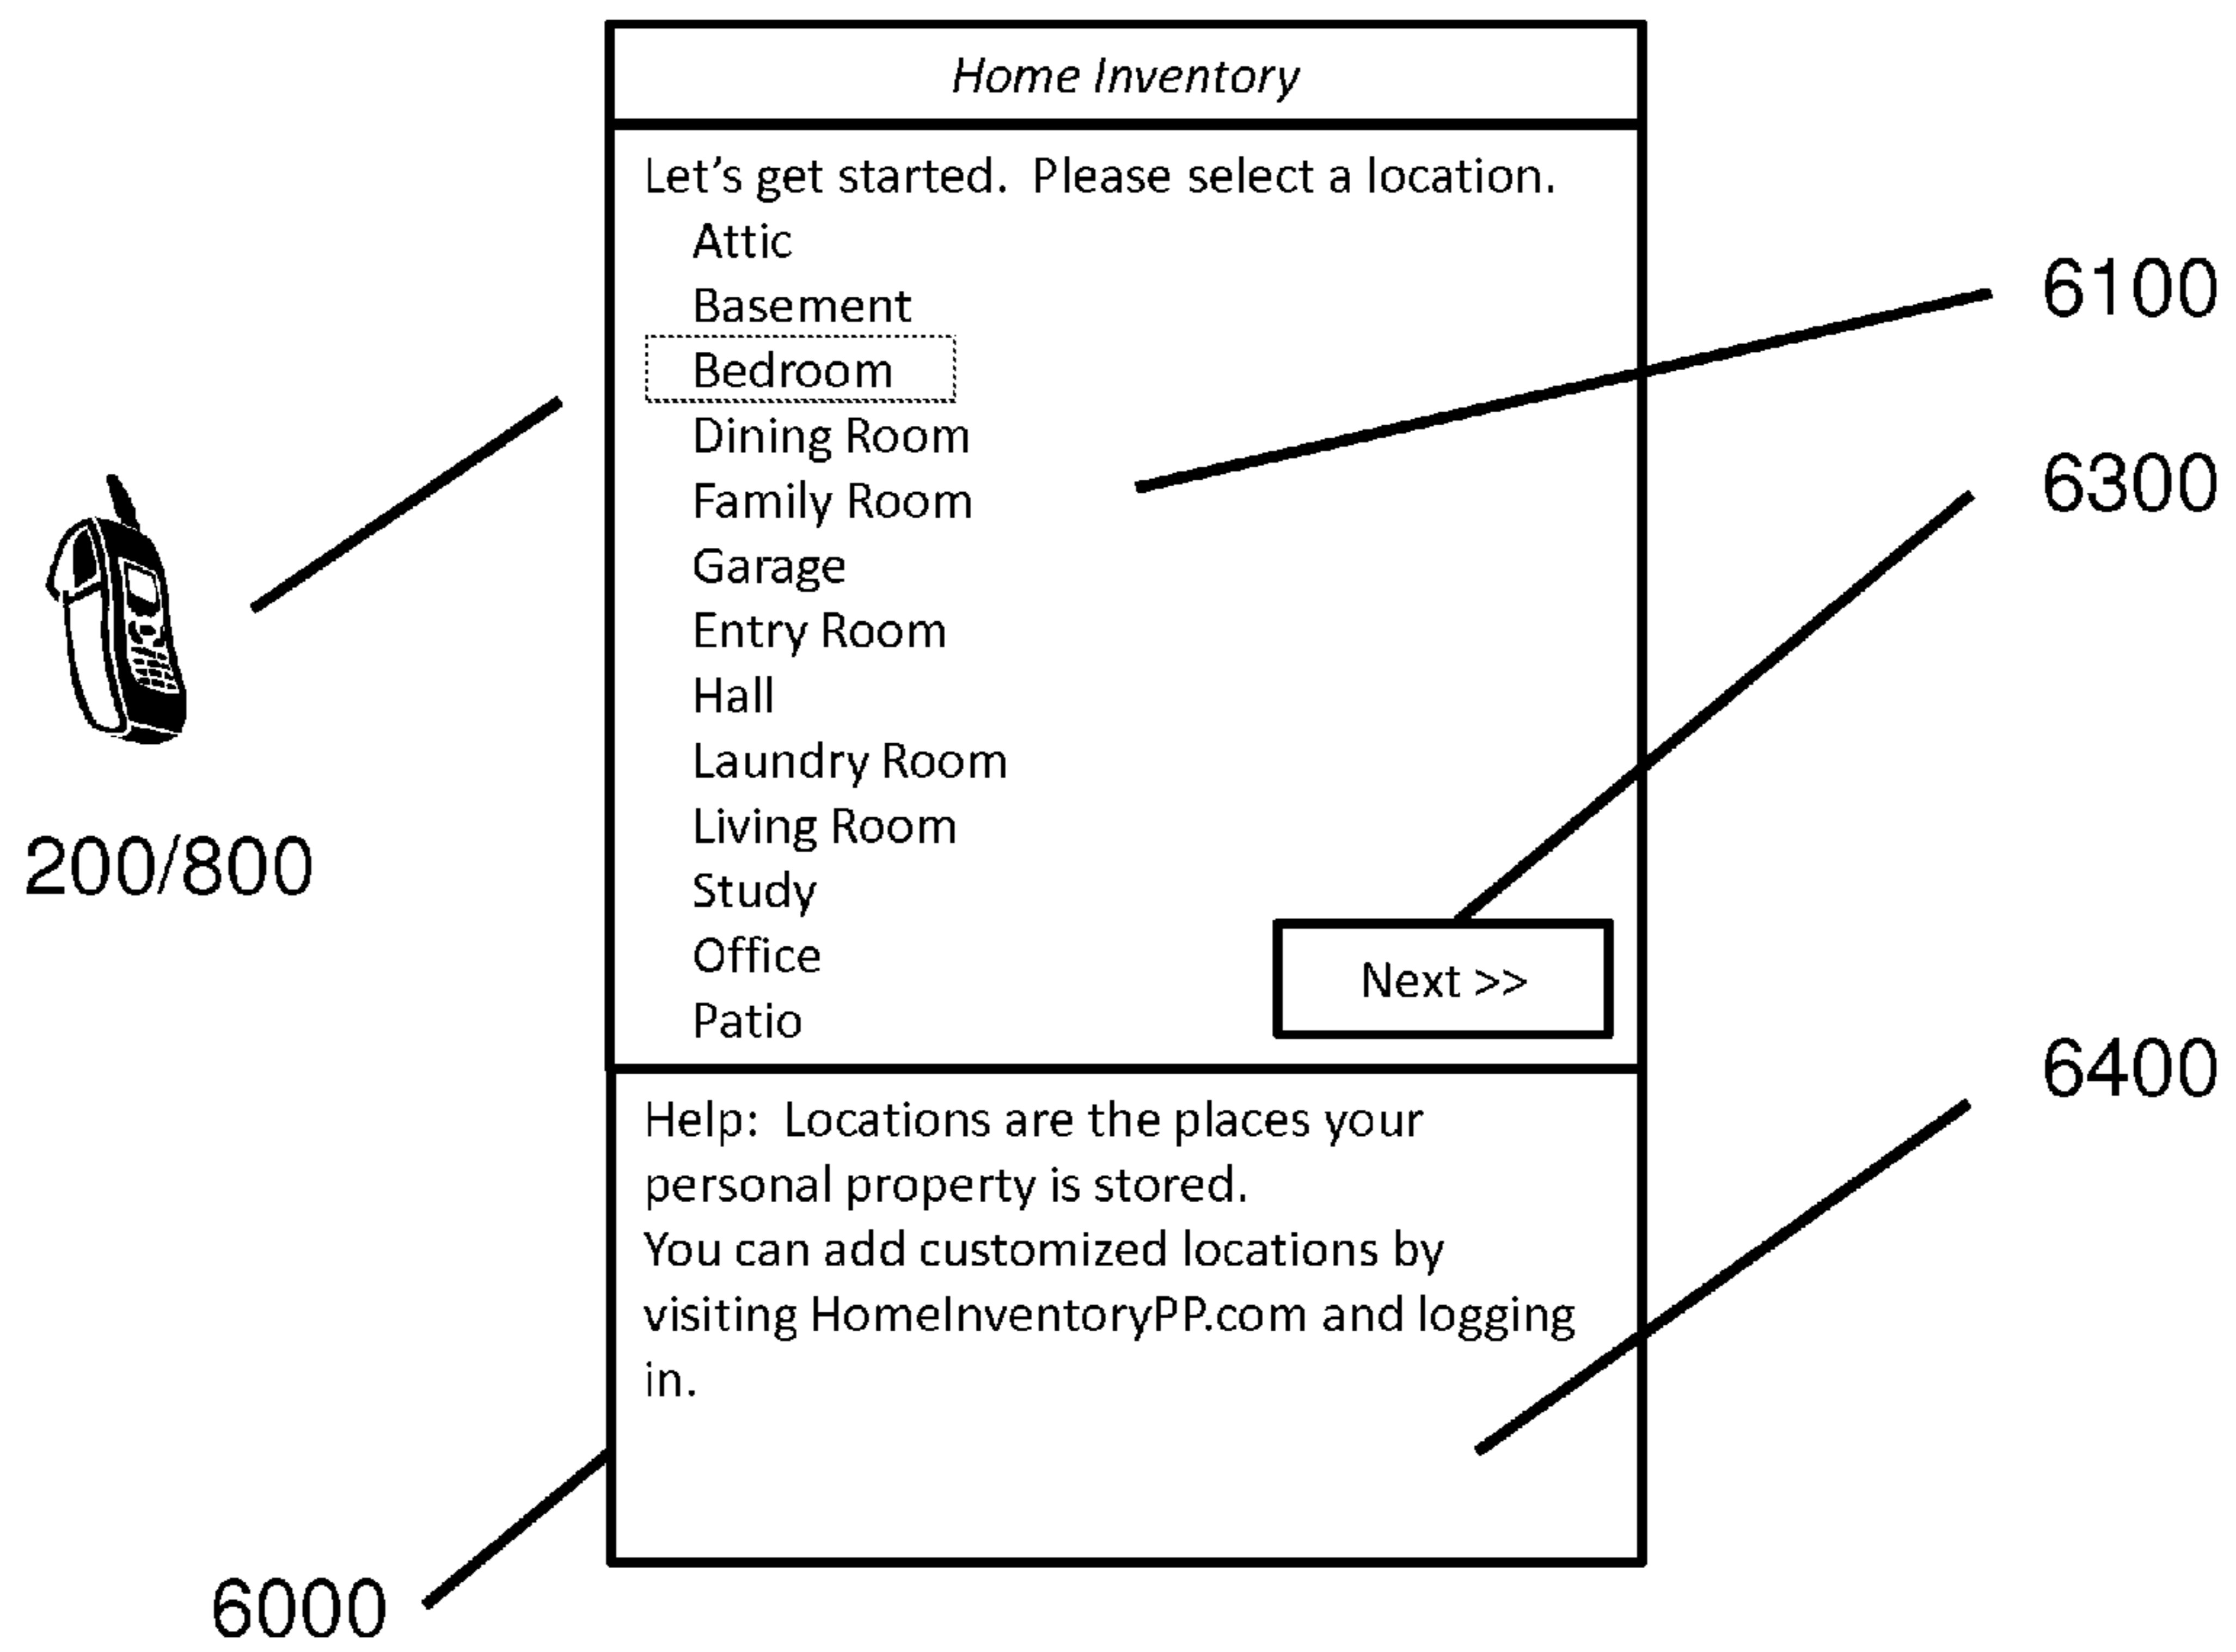 Home Inventory
Let's get started.  Please select a location.
Attic
Basement
Bedroom
Dining Room
Family Room
Garage
Entry Room
Hall
Laundry Room
Living Room
Study
Office
Patio
Next >>
Help:  Locations are the places your
personal property is stored.
You can add customized locations by
visiting HomeInventoryPP.com and logging
in.
6100
6300
6400
200/800
6000